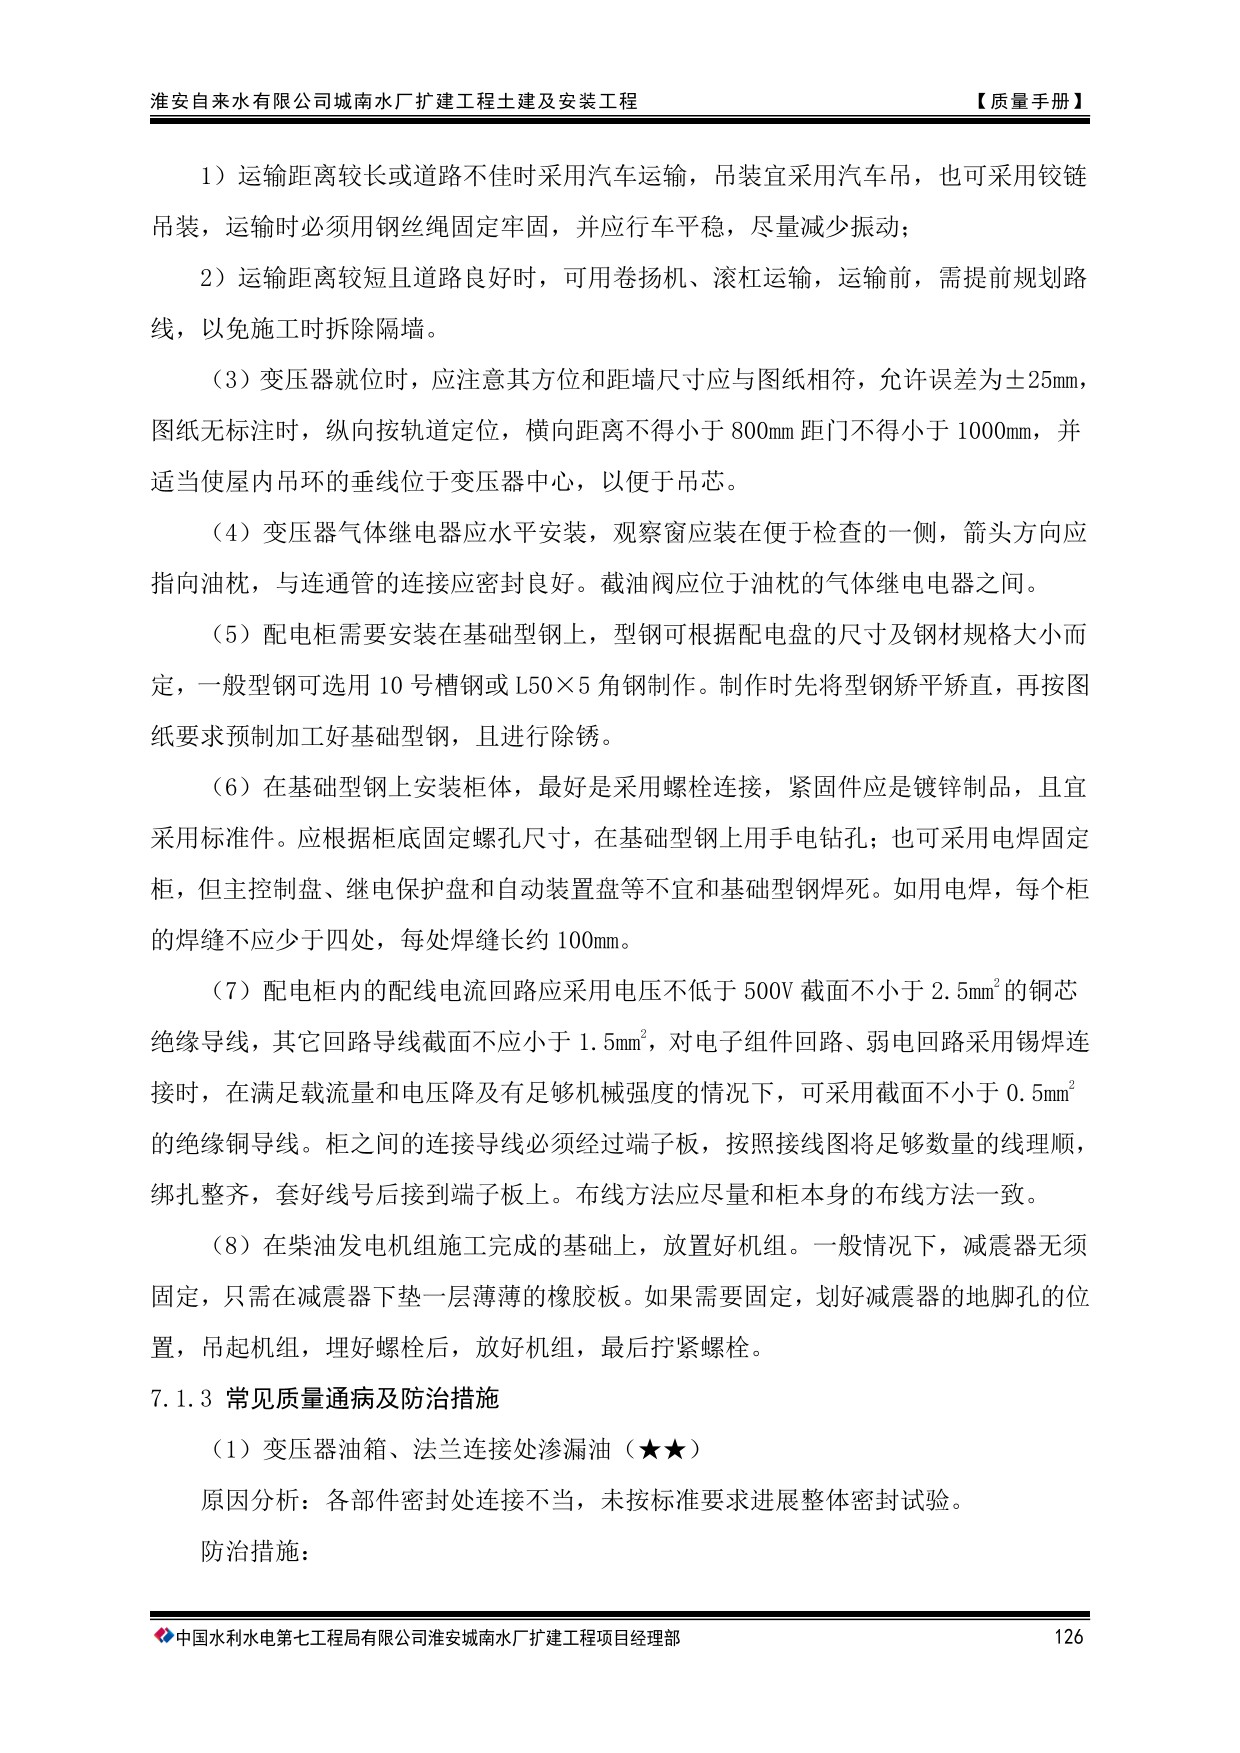 淮安自来水有限公司城南水厂扩建工程土建及安装工程 【质量手册】
1）运输距离较长或道路不佳时采用汽车运输，吊装宜采用汽车吊，也可采用铰链
吊装，运输时必须用钢丝绳固定牢固，并应行车平稳，尽量减少振动；
2）运输距离较短且道路良好时，可用卷扬机、滚杠运输，运输前，需提前规划路
线，以免施工时拆除隔墙。
（3）变压器就位时，应注意其方位和距墙尺寸应与图纸相符，允许误差为±25mm，
图纸无标注时，纵向按轨道定位，横向距离不得小于 800mm 距门不得小于 1000mm，并
适当使屋内吊环的垂线位于变压器中心，以便于吊芯。
（4）变压器气体继电器应水平安装，观察窗应装在便于检查的一侧，箭头方向应
指向油枕，与连通管的连接应密封良好。截油阀应位于油枕的气体继电电器之间。
（5）配电柜需要安装在基础型钢上，型钢可根据配电盘的尺寸及钢材规格大小而
定，一般型钢可选用 10 号槽钢或 L50×5 角钢制作。制作时先将型钢矫平矫直，再按图
纸要求预制加工好基础型钢，且进行除锈。
（6）在基础型钢上安装柜体，最好是采用螺栓连接，紧固件应是镀锌制品，且宜
采用标准件。应根据柜底固定螺孔尺寸，在基础型钢上用手电钻孔；也可采用电焊固定
柜，但主控制盘、继电保护盘和自动装置盘等不宜和基础型钢焊死。如用电焊，每个柜
的焊缝不应少于四处，每处焊缝长约 100mm。
（7）配电柜内的配线电流回路应采用电压不低于 500V 截面不小于 2.5mm²的铜芯
绝缘导线，其它回路导线截面不应小于 1.5mm²，对电子组件回路、弱电回路采用锡焊连
接时，在满足载流量和电压降及有足够机械强度的情况下，可采用截面不小于 0.5mm²
的绝缘铜导线。柜之间的连接导线必须经过端子板，按照接线图将足够数量的线理顺，
绑扎整齐，套好线号后接到端子板上。布线方法应尽量和柜本身的布线方法一致。
（8）在柴油发电机组施工完成的基础上，放置好机组。一般情况下，减震器无须
固定，只需在减震器下垫一层薄薄的橡胶板。如果需要固定，划好减震器的地脚孔的位
置，吊起机组，埋好螺栓后，放好机组，最后拧紧螺栓。
7.1.3 常见质量通病及防治措施
（1）变压器油箱、法兰连接处渗漏油（★★）
原因分析：各部件密封处连接不当，未按标准要求进展整体密封试验。
防治措施：
中国水利水电第七工程局有限公司淮安城南水厂扩建工程项目经理部 126